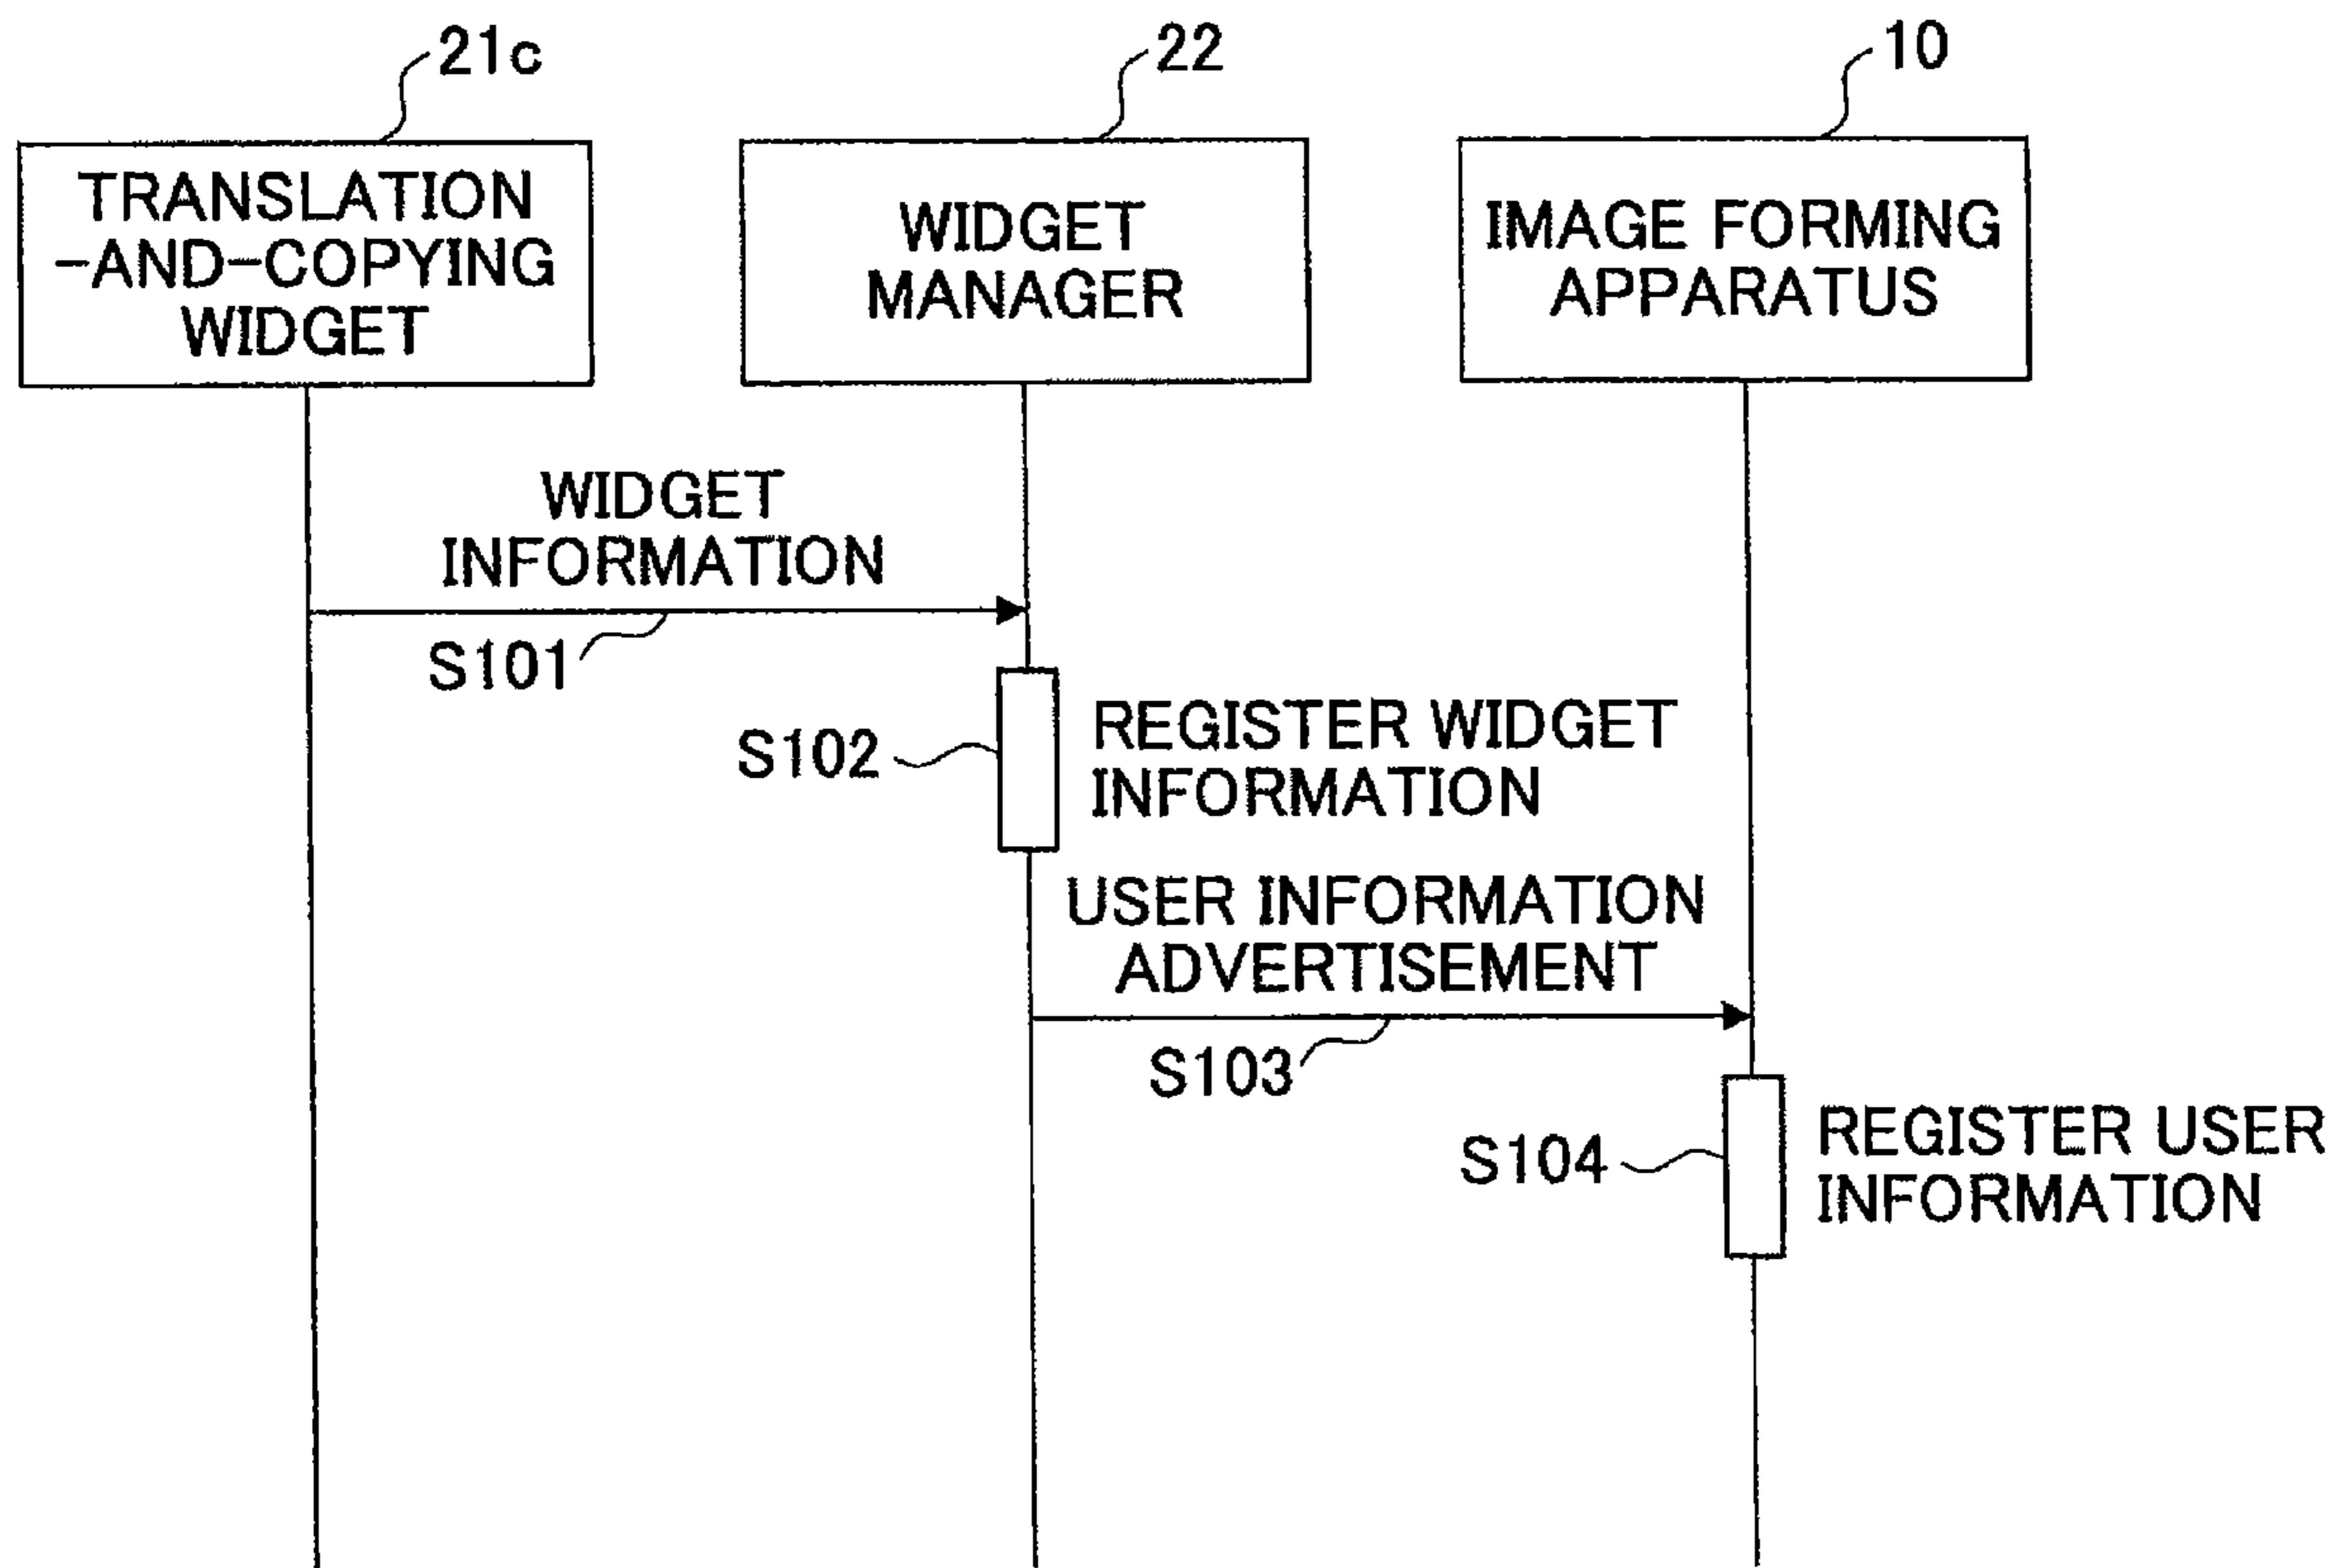 21c
22
10
TRANSLATION
-AND-COPYING
WIDGET
WIDGET
MANAGER
IMAGE FORMING
APPARATUS
WIDGET
INFORMATION
S101
S102
REGISTER WIDGET
INFORMATION
USER INFORMATION
ADVERTISEMENT
S103
S104
REGISTER USER
INFORMATION